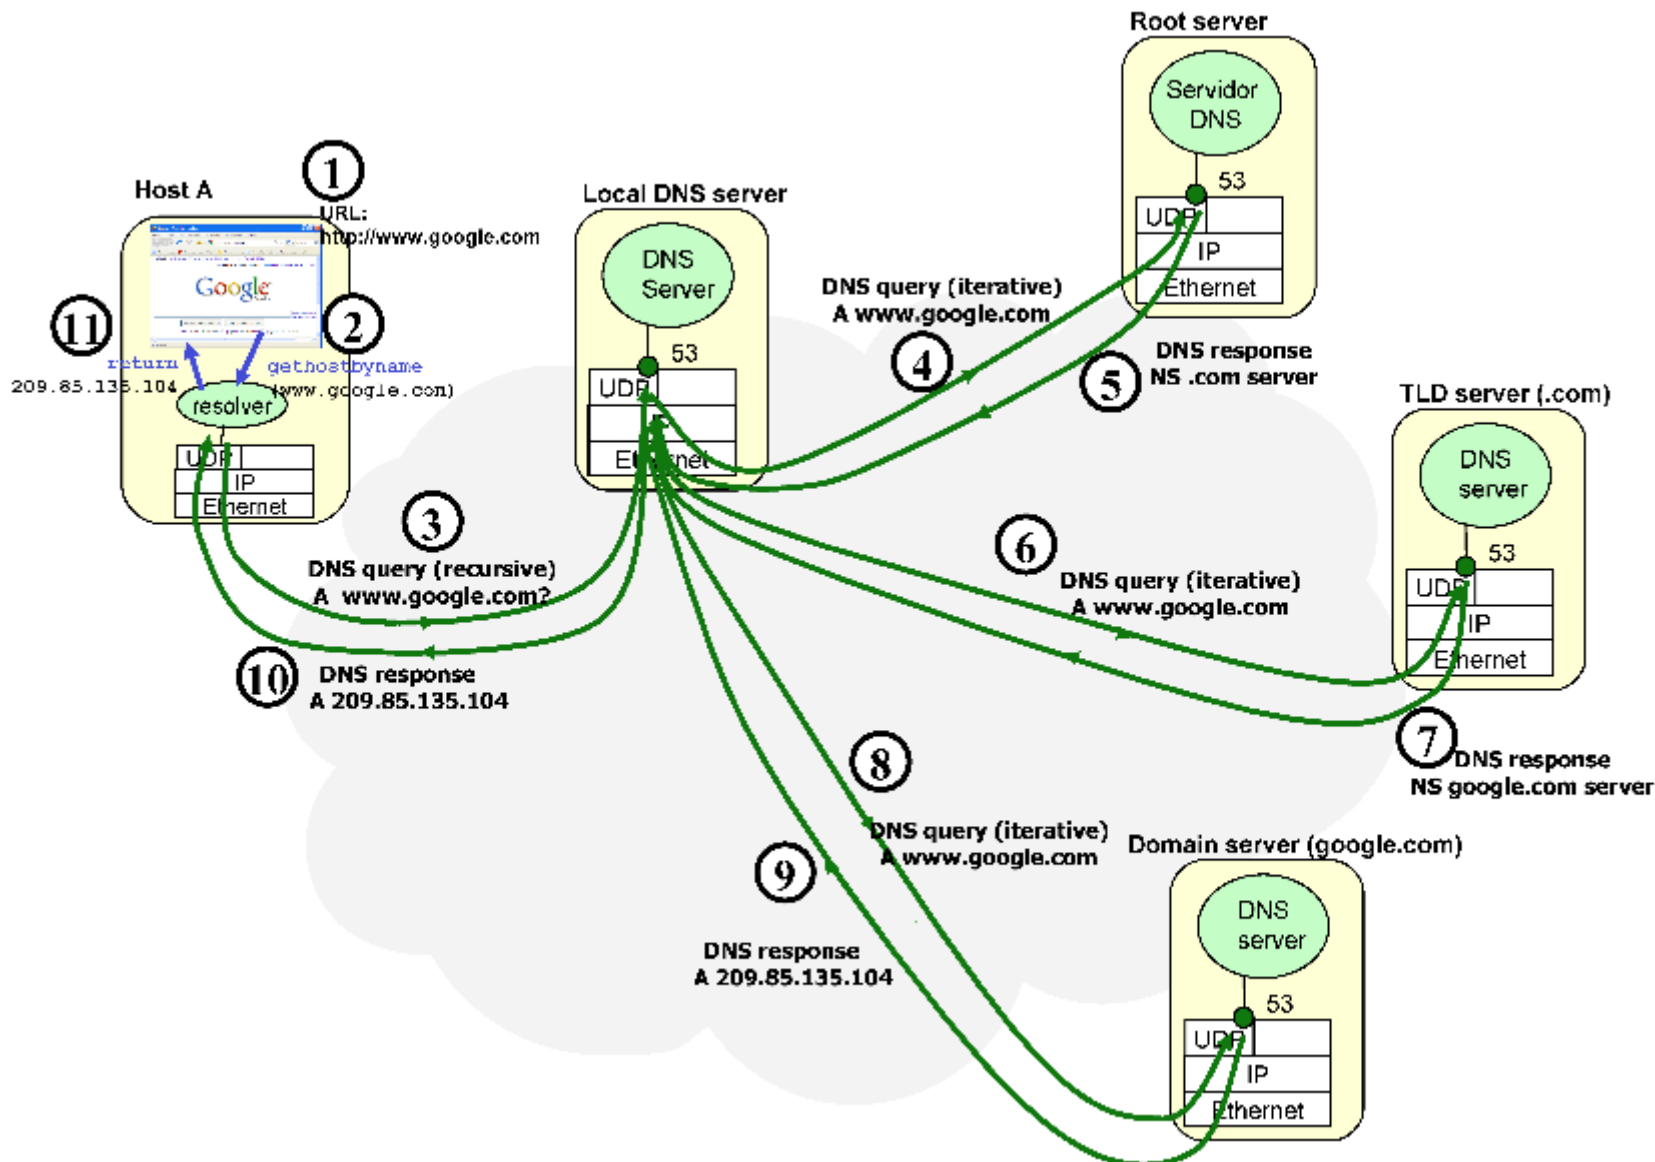 Root server
Servidor
DNS
53
UDP
IP
Ethernet
1
URL:
http://www.google.com
Host A
Google
11
2
return
209.85.135.104
gethostbyname
(www.google.com)
resolver
UDP
IP
Ethernet
Local DNS server
DNS
Server
53
UDP
Ethernet
DNS query (iterative)
A www.google.com
4
5
DNS response
NS .com server
TLD server (.com)
DNS
server
53
UDP
IP
Ethernet
3
DNS query (recursive)
A www.google.com?
6
DNS query (iterative)
A www.google.com
10
DNS response
A 209.85.135.104
7
DNS response
NS google.com server
8
DNS query (iterative)
A www.google.com
9
DNS response
A 209.85.135.104
Domain server (google.com)
DNS
server
53
UDP
IP
Ethernet